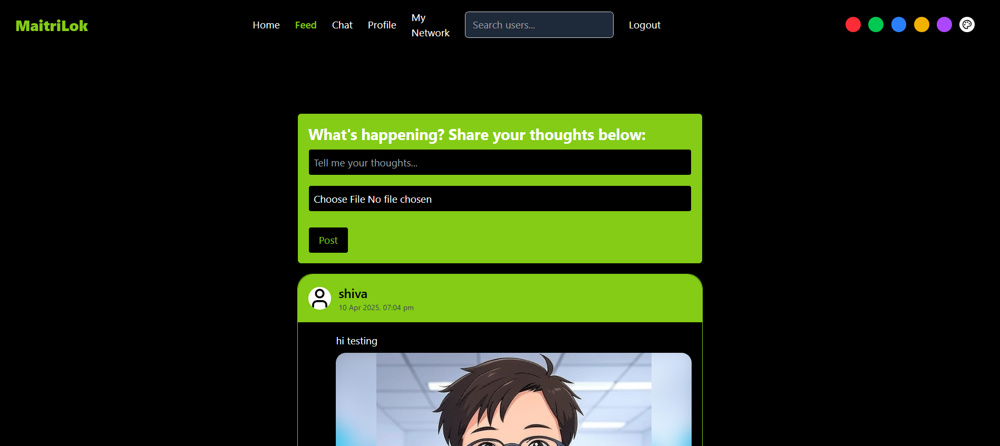 MaitriLok
Home Feed Chat Profile My Network Search users... Logout
What's happening? Share your thoughts below:
Tell me your thoughts...
Choose File No file chosen
Post
shiva
10 Apr 2025, 07:04 pm
hi testing